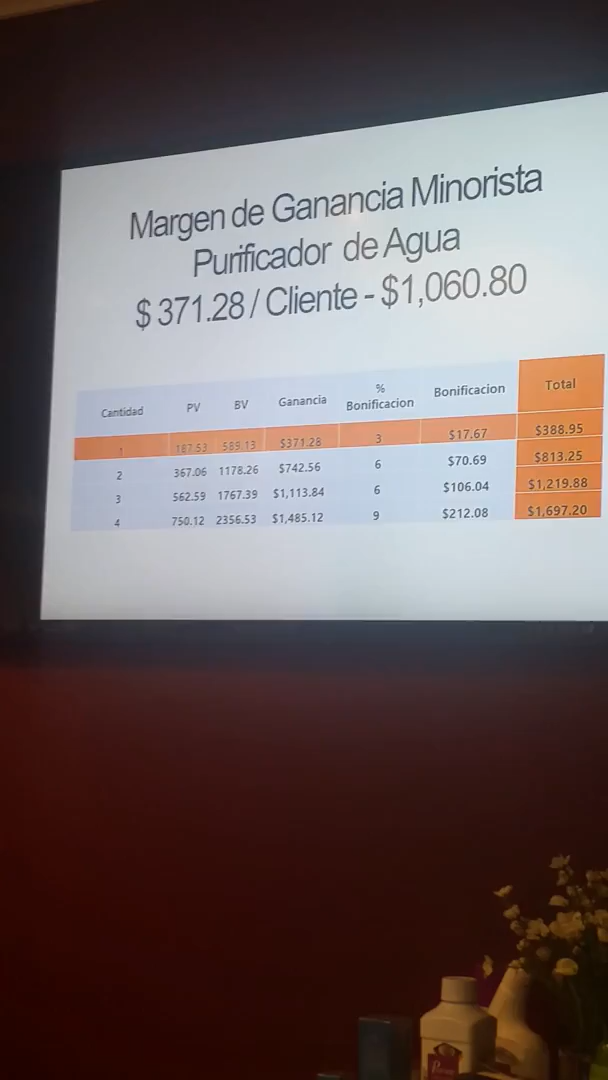 Margen de Ganancia Minorista
Purificador de Agua
$ 371.28 / Cliente - $1,060.80
Cantidad PV BV Ganancia % Bonificacion Bonificacion Total
1 187.53 589.13 $371.28 3 $17.67 $388.95
2 367.06 1178.26 $742.56 6 $70.69 $813.25
3 562.59 1767.39 $1,113.84 6 $106.04 $1,219.88
4 750.12 2356.53 $1,485.12 9 $212.08 $1,697.20